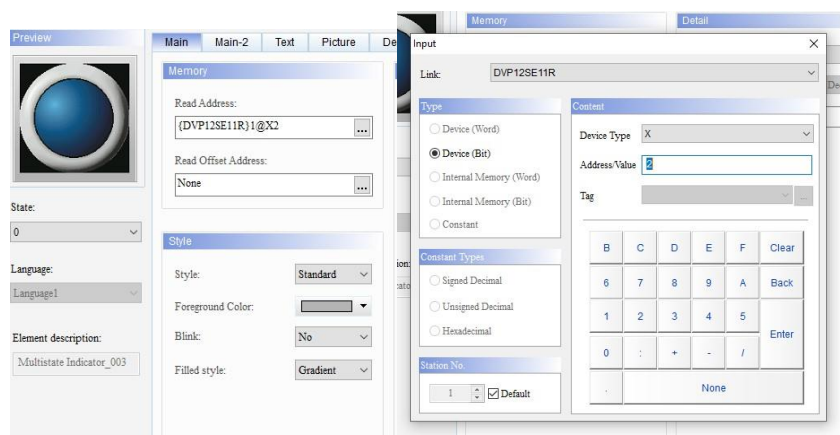 Preview
State:
0
Language:
Language1
Element description:
Multistate Indicator_003
Main Main-2 Text Picture De
Memory
Read Address:
{DVP12SE11R}1@X2
...
Read Offset Address:
None
...
Style
Style: Standard
Foreground Color:
Blink: No
Filled style: Gradient
Memory
Detail
De
Input
Link: DVP12SE11R
Type
Device (Word)
Device (Bit)
Internal Memory (Word)
Internal Memory (Bit)
Constant
Constant Types
Signed Decimal
Unsigned Decimal
Hexadecimal
Station No.
1 Default
Content
Device Type X
Address/Value 2
Tag ...
B C D E F Clear
6 7 8 9 A Back
1 2 3 4 5 Enter
0 : + - /
. None